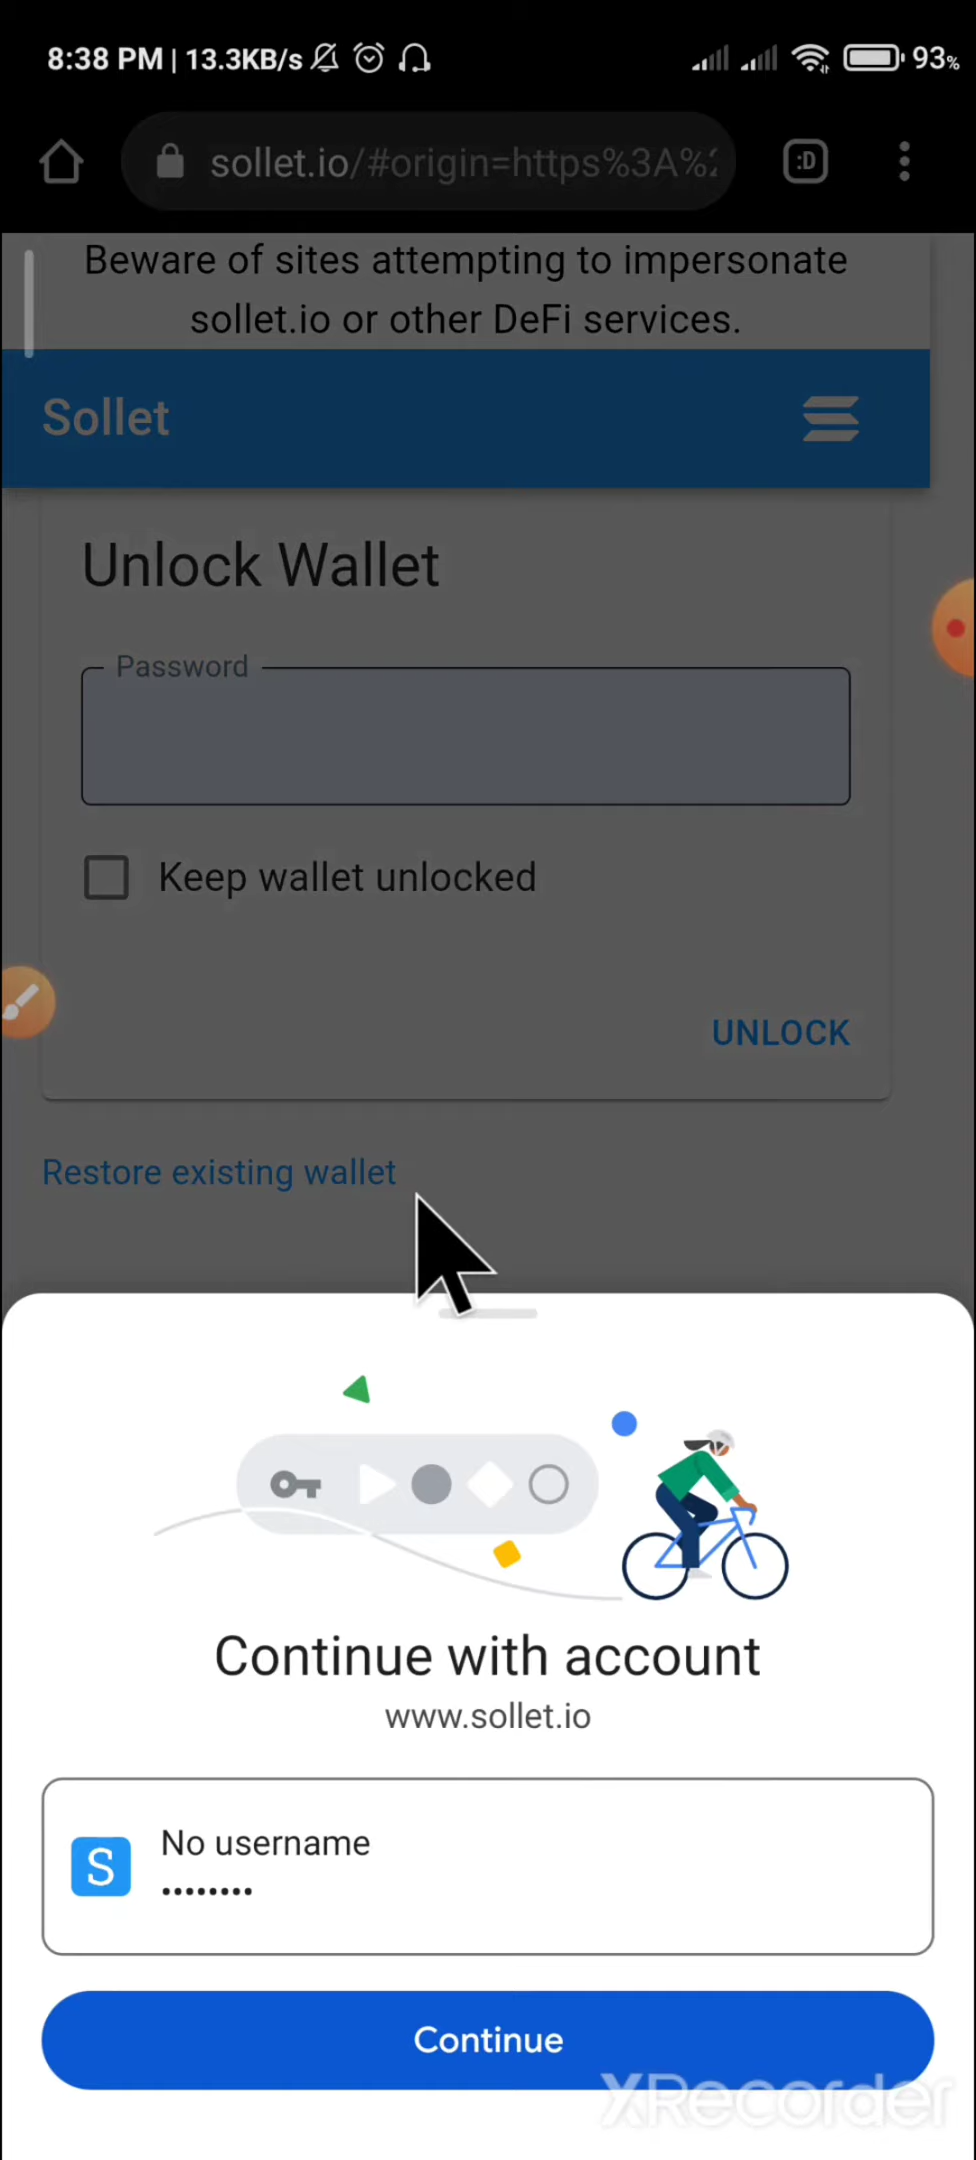 8:38 PM | 13.3KB/s 93%
sollet.io/#origin=https%3A%2
:D
Beware of sites attempting to impersonate
sollet.io or other DeFi services.
Sollet
Unlock Wallet
Password
Keep wallet unlocked
UNLOCK
Restore existing wallet
Continue with account
www.sollet.io
S No username
••••••••
Continue
XRecorder